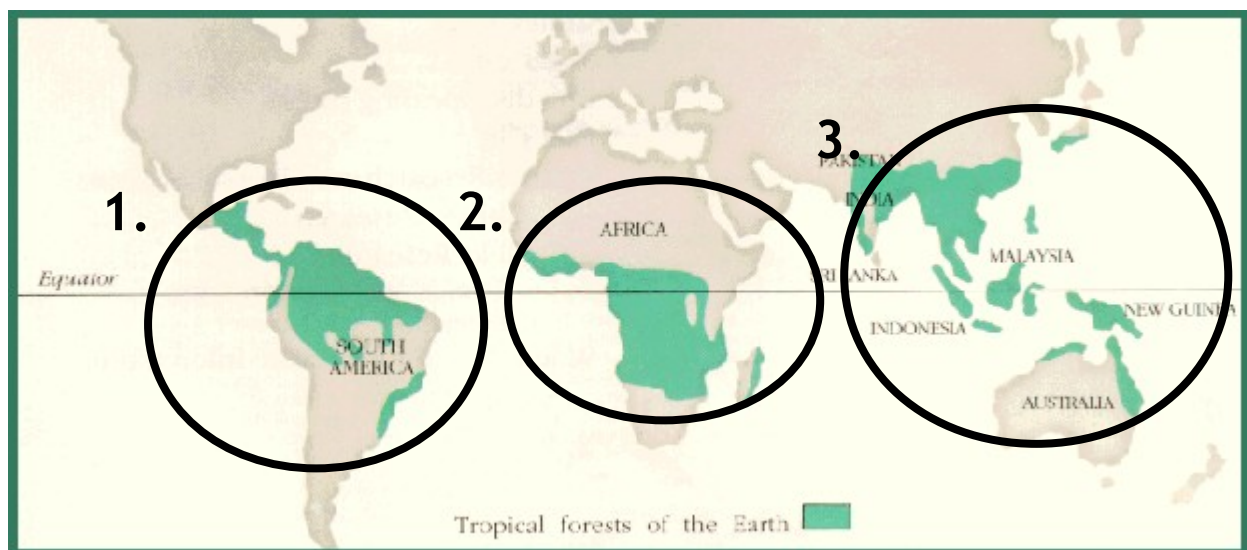 1.
2.
3.
PAKISTAN
INDIA
AFRICA
MALAYSIA
SRI LANKA
Equator
NEW GUINEA
INDONESIA
SOUTH
AMERICA
AUSTRALIA
Tropical forests of the Earth